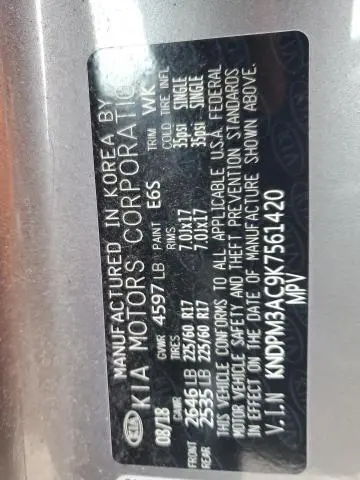 MANUFACTURED IN KOREA BY
KIA KIA MOTORS CORPORATION
08/18 GVWR 4597 LB PAINT E6S TRIM WK
GAWR TIRES RIMS COLD TIRE INFL
FRONT 2646 LB 225/60 R17 7.0JX17 35psi SINGLE
REAR 2535 LB 225/60 R17 7.0JX17 35psi SINGLE
THIS VEHICLE CONFORMS TO ALL APPLICABLE U.S.A. FEDERAL
MOTOR VEHICLE SAFETY AND THEFT PREVENTION STANDARDS
IN EFFECT ON THE DATE OF MANUFACTURE SHOWN ABOVE.
V.I.N KNDPM3AC9K7561420
MPV